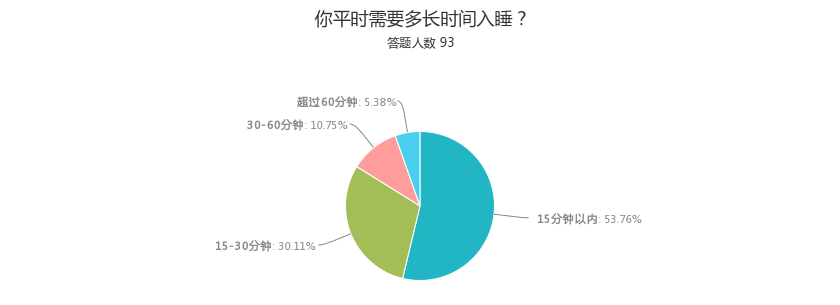 你平时需要多长时间入睡？
答题人数 93
超过60分钟: 5.38%
30-60分钟: 10.75%
15分钟以内: 53.76%
15-30分钟: 30.11%